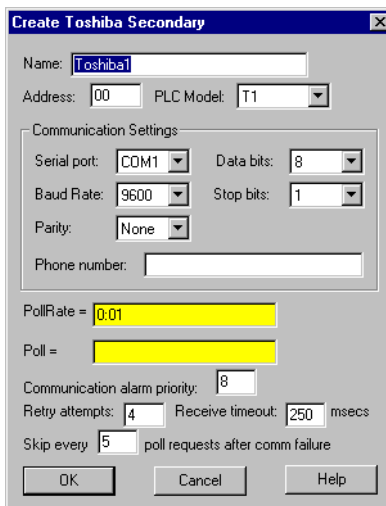 Create Toshiba Secondary
Name: Toshiba1
Address: 00 PLC Model: T1
Communication Settings
Serial port: COM1 Data bits: 8
Baud Rate: 9600 Stop bits: 1
Parity: None
Phone number:
PollRate = 0:01
Poll =
Communication alarm priority: 8
Retry attempts: 4 Receive timeout: 250 msecs
Skip every 5 poll requests after comm failure
OK Cancel Help